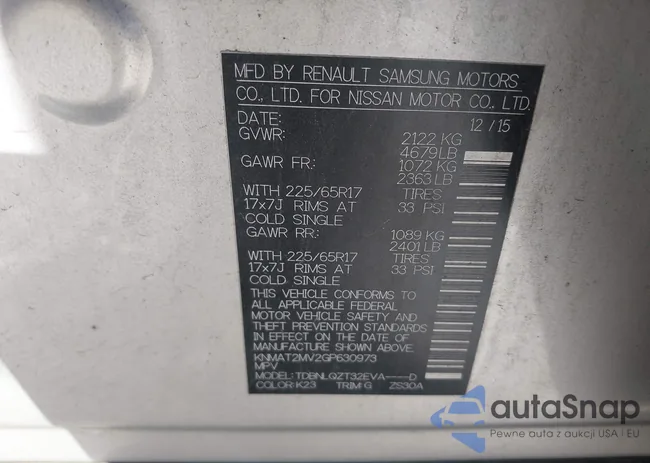 MFD BY RENAULT SAMSUNG MOTORS
CO., LTD. FOR NISSAN MOTOR CO., LTD.
DATE: 12/15
GVWR: 2122 KG
4679 LB
GAWR FR: 1072 KG
2363 LB
WITH 225/65R17 TIRES
17x7J RIMS AT 33 PSI
COLD SINGLE
GAWR RR: 1089 KG
2401 LB
WITH 225/65R17 TIRES
17x7J RIMS AT 33 PSI
COLD SINGLE
THIS VEHICLE CONFORMS TO
ALL APPLICABLE FEDERAL
MOTOR VEHICLE SAFETY AND
THEFT PREVENTION STANDARDS
IN EFFECT ON THE DATE OF
MANUFACTURE SHOWN ABOVE.
KNMAT2MV2GP630973
MPV
MODEL: TDBNLQZT32EVA----D
COLOR: K23 TRIM: G ZS30A
autaSnap
Pewne auta z aukcji USA i EU